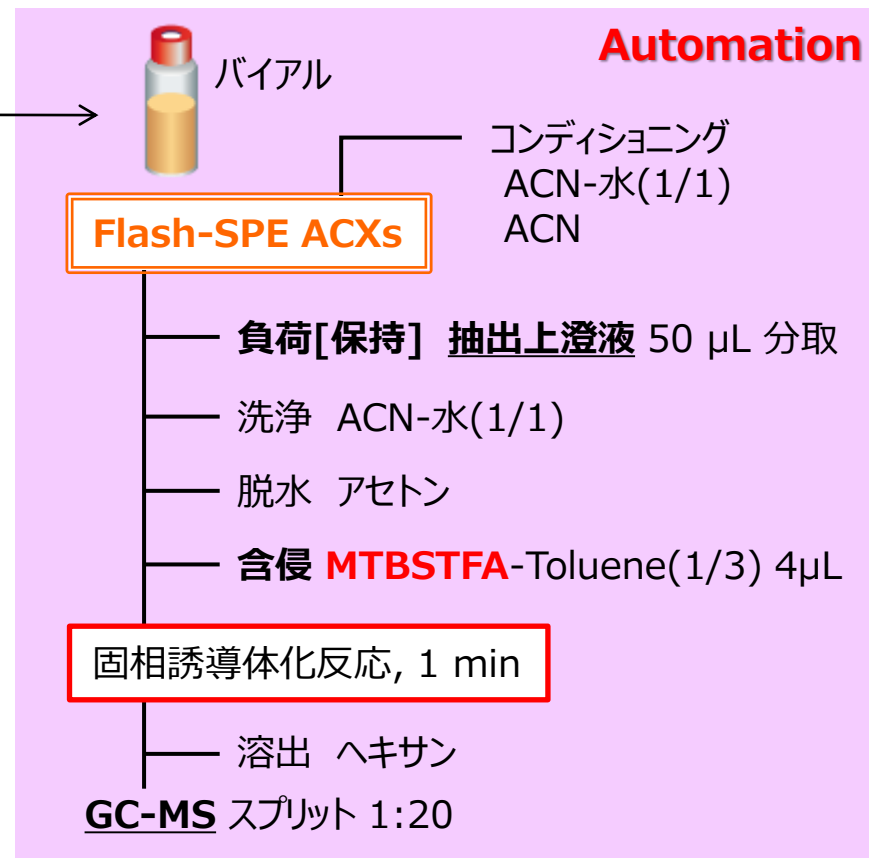 Automation
バイアル
コンディショニング
ACN-水(1/1)
ACN
Flash-SPE ACXs
負荷[保持] 抽出上澄液 50 µL 分取
洗浄 ACN-水(1/1)
脱水 アセトン
含侵 MTBSTFA-Toluene(1/3) 4µL
固相誘導体化反応, 1 min
溶出 ヘキサン
GC-MS スプリット 1:20